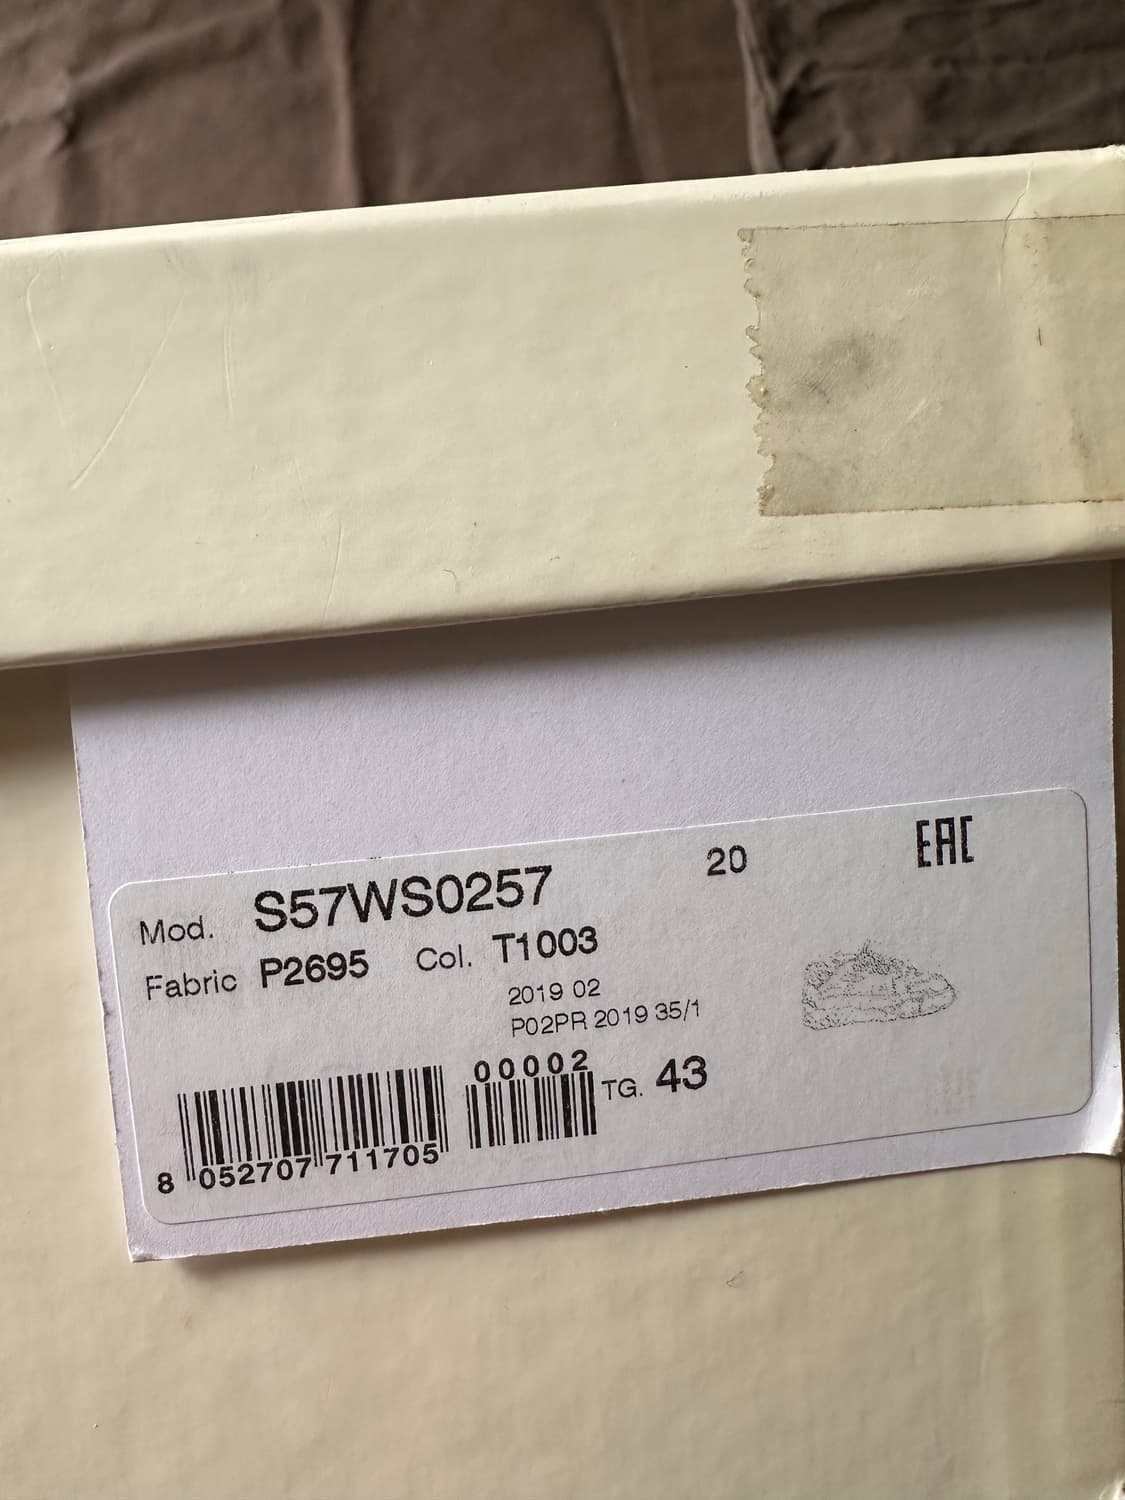 Mod. S57WS0257 20 EAC
Fabric P2695 Col. T1003
2019 02
P02PR 2019 35/1
00002
TG. 43
8 052707 711705